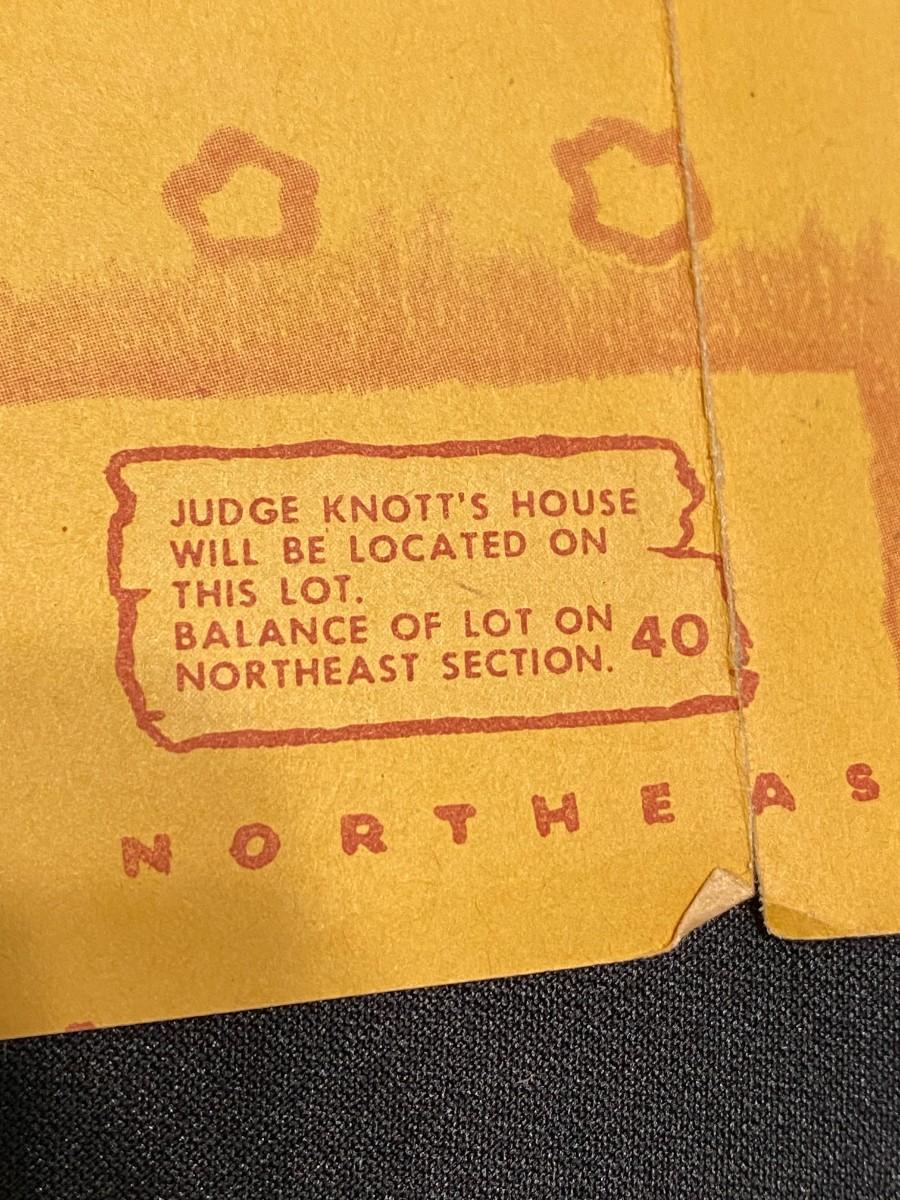 JUDGE KNOTT'S HOUSE
WILL BE LOCATED ON
THIS LOT.
BALANCE OF LOT ON
NORTHEAST SECTION. 40
NORTHEAS